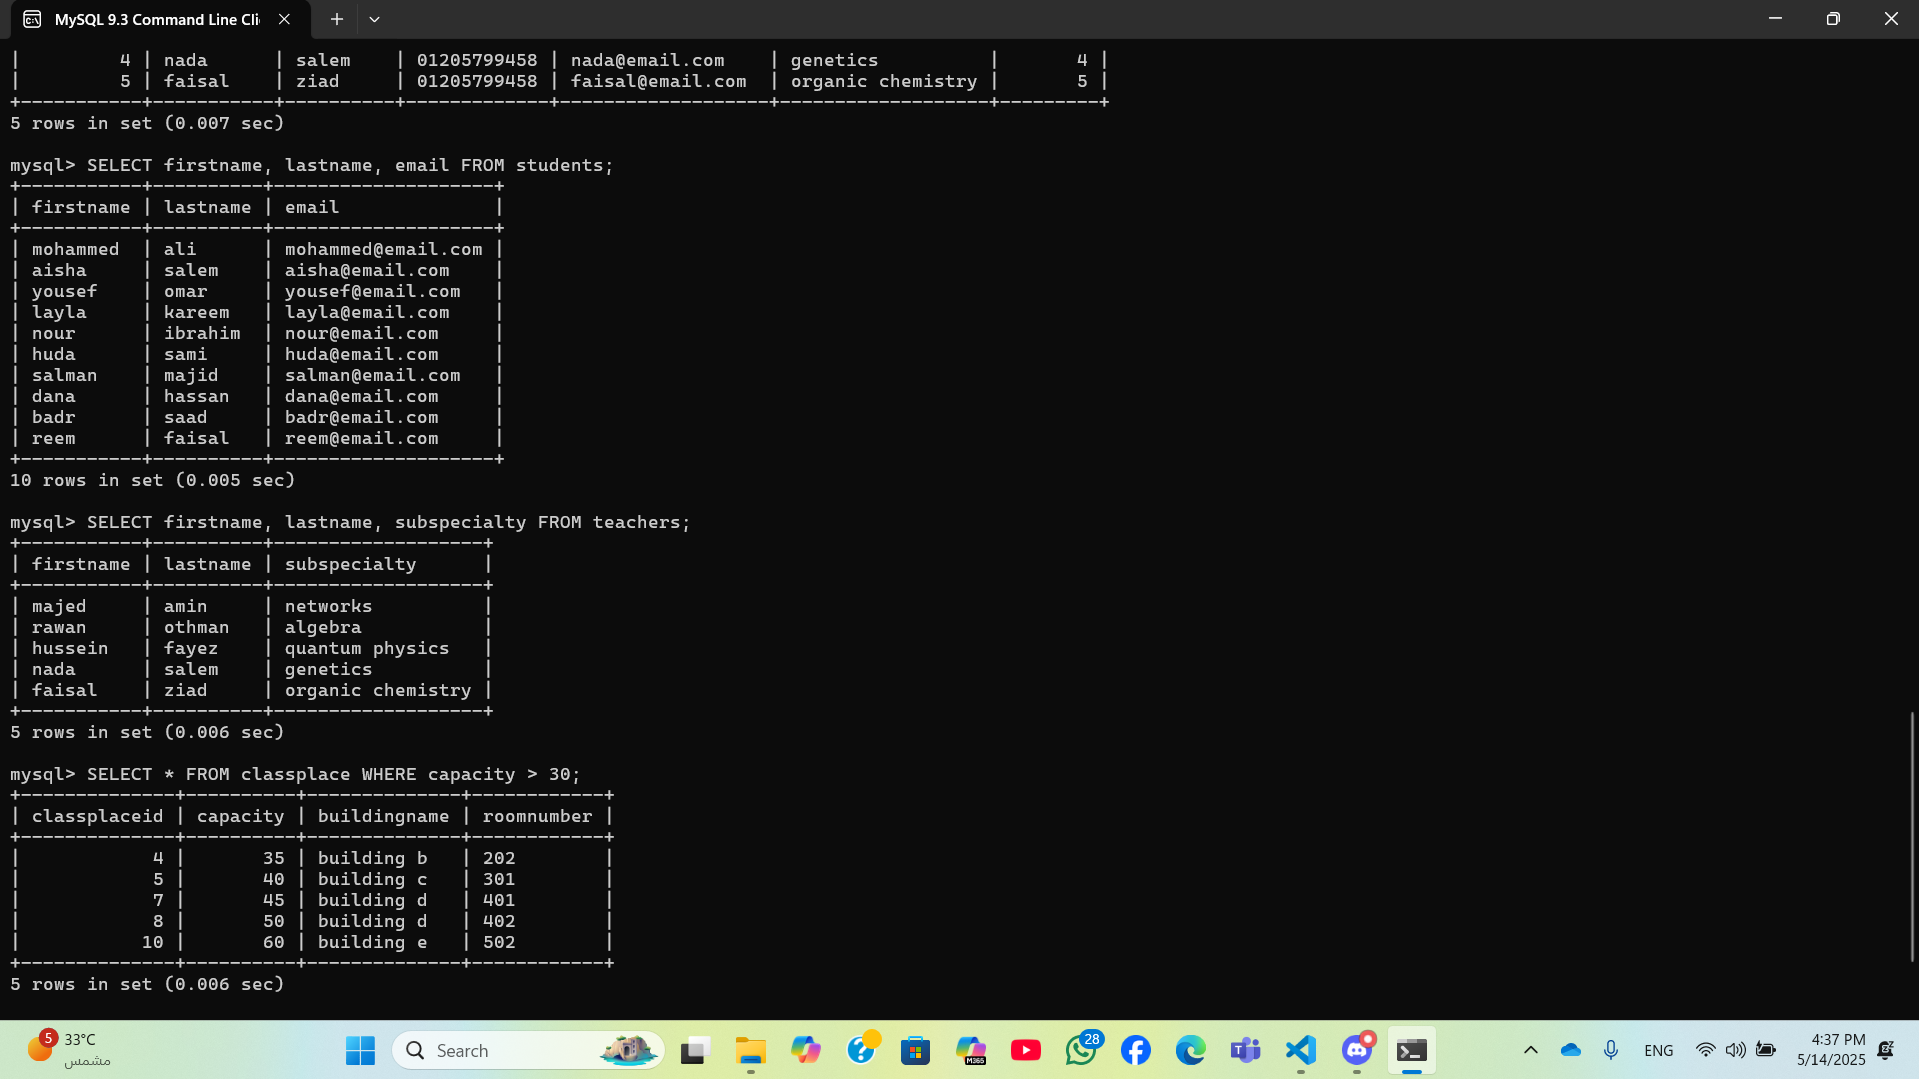 MySQL 9.3 Command Line Cli
|         4 | nada      | salem    | 01205799458 | nada@email.com    | genetics          |       4 |
|         5 | faisal    | ziad     | 01205799458 | faisal@email.com  | organic chemistry |       5 |
+-----------+-----------+----------+-------------+-------------------+-------------------+---------+
5 rows in set (0.007 sec)
mysql> SELECT firstname, lastname, email FROM students;
+-----------+----------+--------------------+
| firstname | lastname | email              |
+-----------+----------+--------------------+
| mohammed  | ali      | mohammed@email.com |
| aisha     | salem    | aisha@email.com    |
| yousef    | omar     | yousef@email.com   |
| layla     | kareem   | layla@email.com    |
| nour      | ibrahim  | nour@email.com     |
| huda      | sami     | huda@email.com     |
| salman    | majid    | salman@email.com   |
| dana      | hassan   | dana@email.com     |
| badr      | saad     | badr@email.com     |
| reem      | faisal   | reem@email.com     |
+-----------+----------+--------------------+
10 rows in set (0.005 sec)
mysql> SELECT firstname, lastname, subspecialty FROM teachers;
+-----------+----------+-------------------+
| firstname | lastname | subspecialty      |
+-----------+----------+-------------------+
| majed     | amin     | networks          |
| rawan     | othman   | algebra           |
| hussein   | fayez    | quantum physics   |
| nada      | salem    | genetics          |
| faisal    | ziad     | organic chemistry |
+-----------+----------+-------------------+
5 rows in set (0.006 sec)
mysql> SELECT * FROM classplace WHERE capacity > 30;
+--------------+----------+--------------+------------+
| classplaceid | capacity | buildingname | roomnumber |
+--------------+----------+--------------+------------+
|            4 |       35 | building b   | 202        |
|            5 |       40 | building c   | 301        |
|            7 |       45 | building d   | 401        |
|            8 |       50 | building d   | 402        |
|           10 |       60 | building e   | 502        |
+--------------+----------+--------------+------------+
5 rows in set (0.006 sec)
5 33°C
مشمس
Search
M365
28
ENG
4:37 PM
5/14/2025